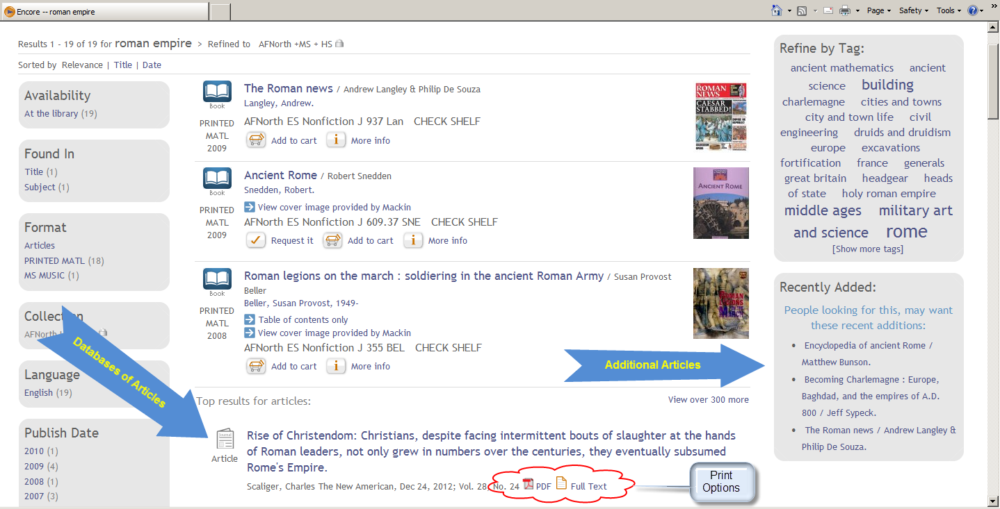 Encore -- roman empire
Page
Safety
Tools
Results 1 - 19 of 19 for roman empire > Refined to AFNorth +MS + HS
Sorted by Relevance | Title | Date
Availability
At the library (19)
Found In
Title (1)
Subject (1)
Format
Articles
PRINTED MATL (18)
MS MUSIC (1)
Collection
AFNorth
Language
English (19)
Publish Date
2010 (1)
2009 (4)
2008 (1)
2007 (3)
Databases of Articles
Book
PRINTED
MATL
2009
The Roman news / Andrew Langley & Philip De Souza
Langley, Andrew.
AFNorth ES Nonfiction J 937 Lan CHECK SHELF
Add to cart
More info
ROMAN
NEWS
CAESAR
STABBED!
Book
PRINTED
MATL
2009
Ancient Rome / Robert Snedden
Snedden, Robert.
View cover image provided by Mackin
AFNorth ES Nonfiction J 609.37 SNE CHECK SHELF
Request it
Add to cart
More info
ANCIENT ROME
Book
PRINTED
MATL
2008
Roman legions on the march : soldiering in the ancient Roman Army / Susan Provost
Beller
Beller, Susan Provost, 1949-
Table of contents only
View cover image provided by Mackin
AFNorth ES Nonfiction J 355 BEL CHECK SHELF
Add to cart
More info
ROMAN
LEGIONS
ON THE
MARCH
Additional Articles
Top results for articles:
View over 300 more
Journal
Article
Rise of Christendom: Christians, despite facing intermittent bouts of slaughter at the hands
of Roman leaders, not only grew in numbers over the centuries, they eventually subsumed
Rome's Empire.
Scaliger, Charles The New American, Dec 24, 2012; Vol. 28, No. 24 PDF Full Text
Print
Options
Refine by Tag:
ancient mathematics ancient
science building
charlemagne cities and towns
city and town life civil
engineering druids and druidism
europe excavations
fortification france generals
great britain headgear heads
of state holy roman empire
middle ages military art
and science rome
[Show more tags]
Recently Added:
People looking for this, may want
these recent additions:
• Encyclopedia of ancient Rome /
Matthew Bunson.
• Becoming Charlemagne : Europe,
Baghdad, and the empires of A.D.
800 / Jeff Sypeck.
• The Roman news / Andrew Langley &
Philip De Souza.